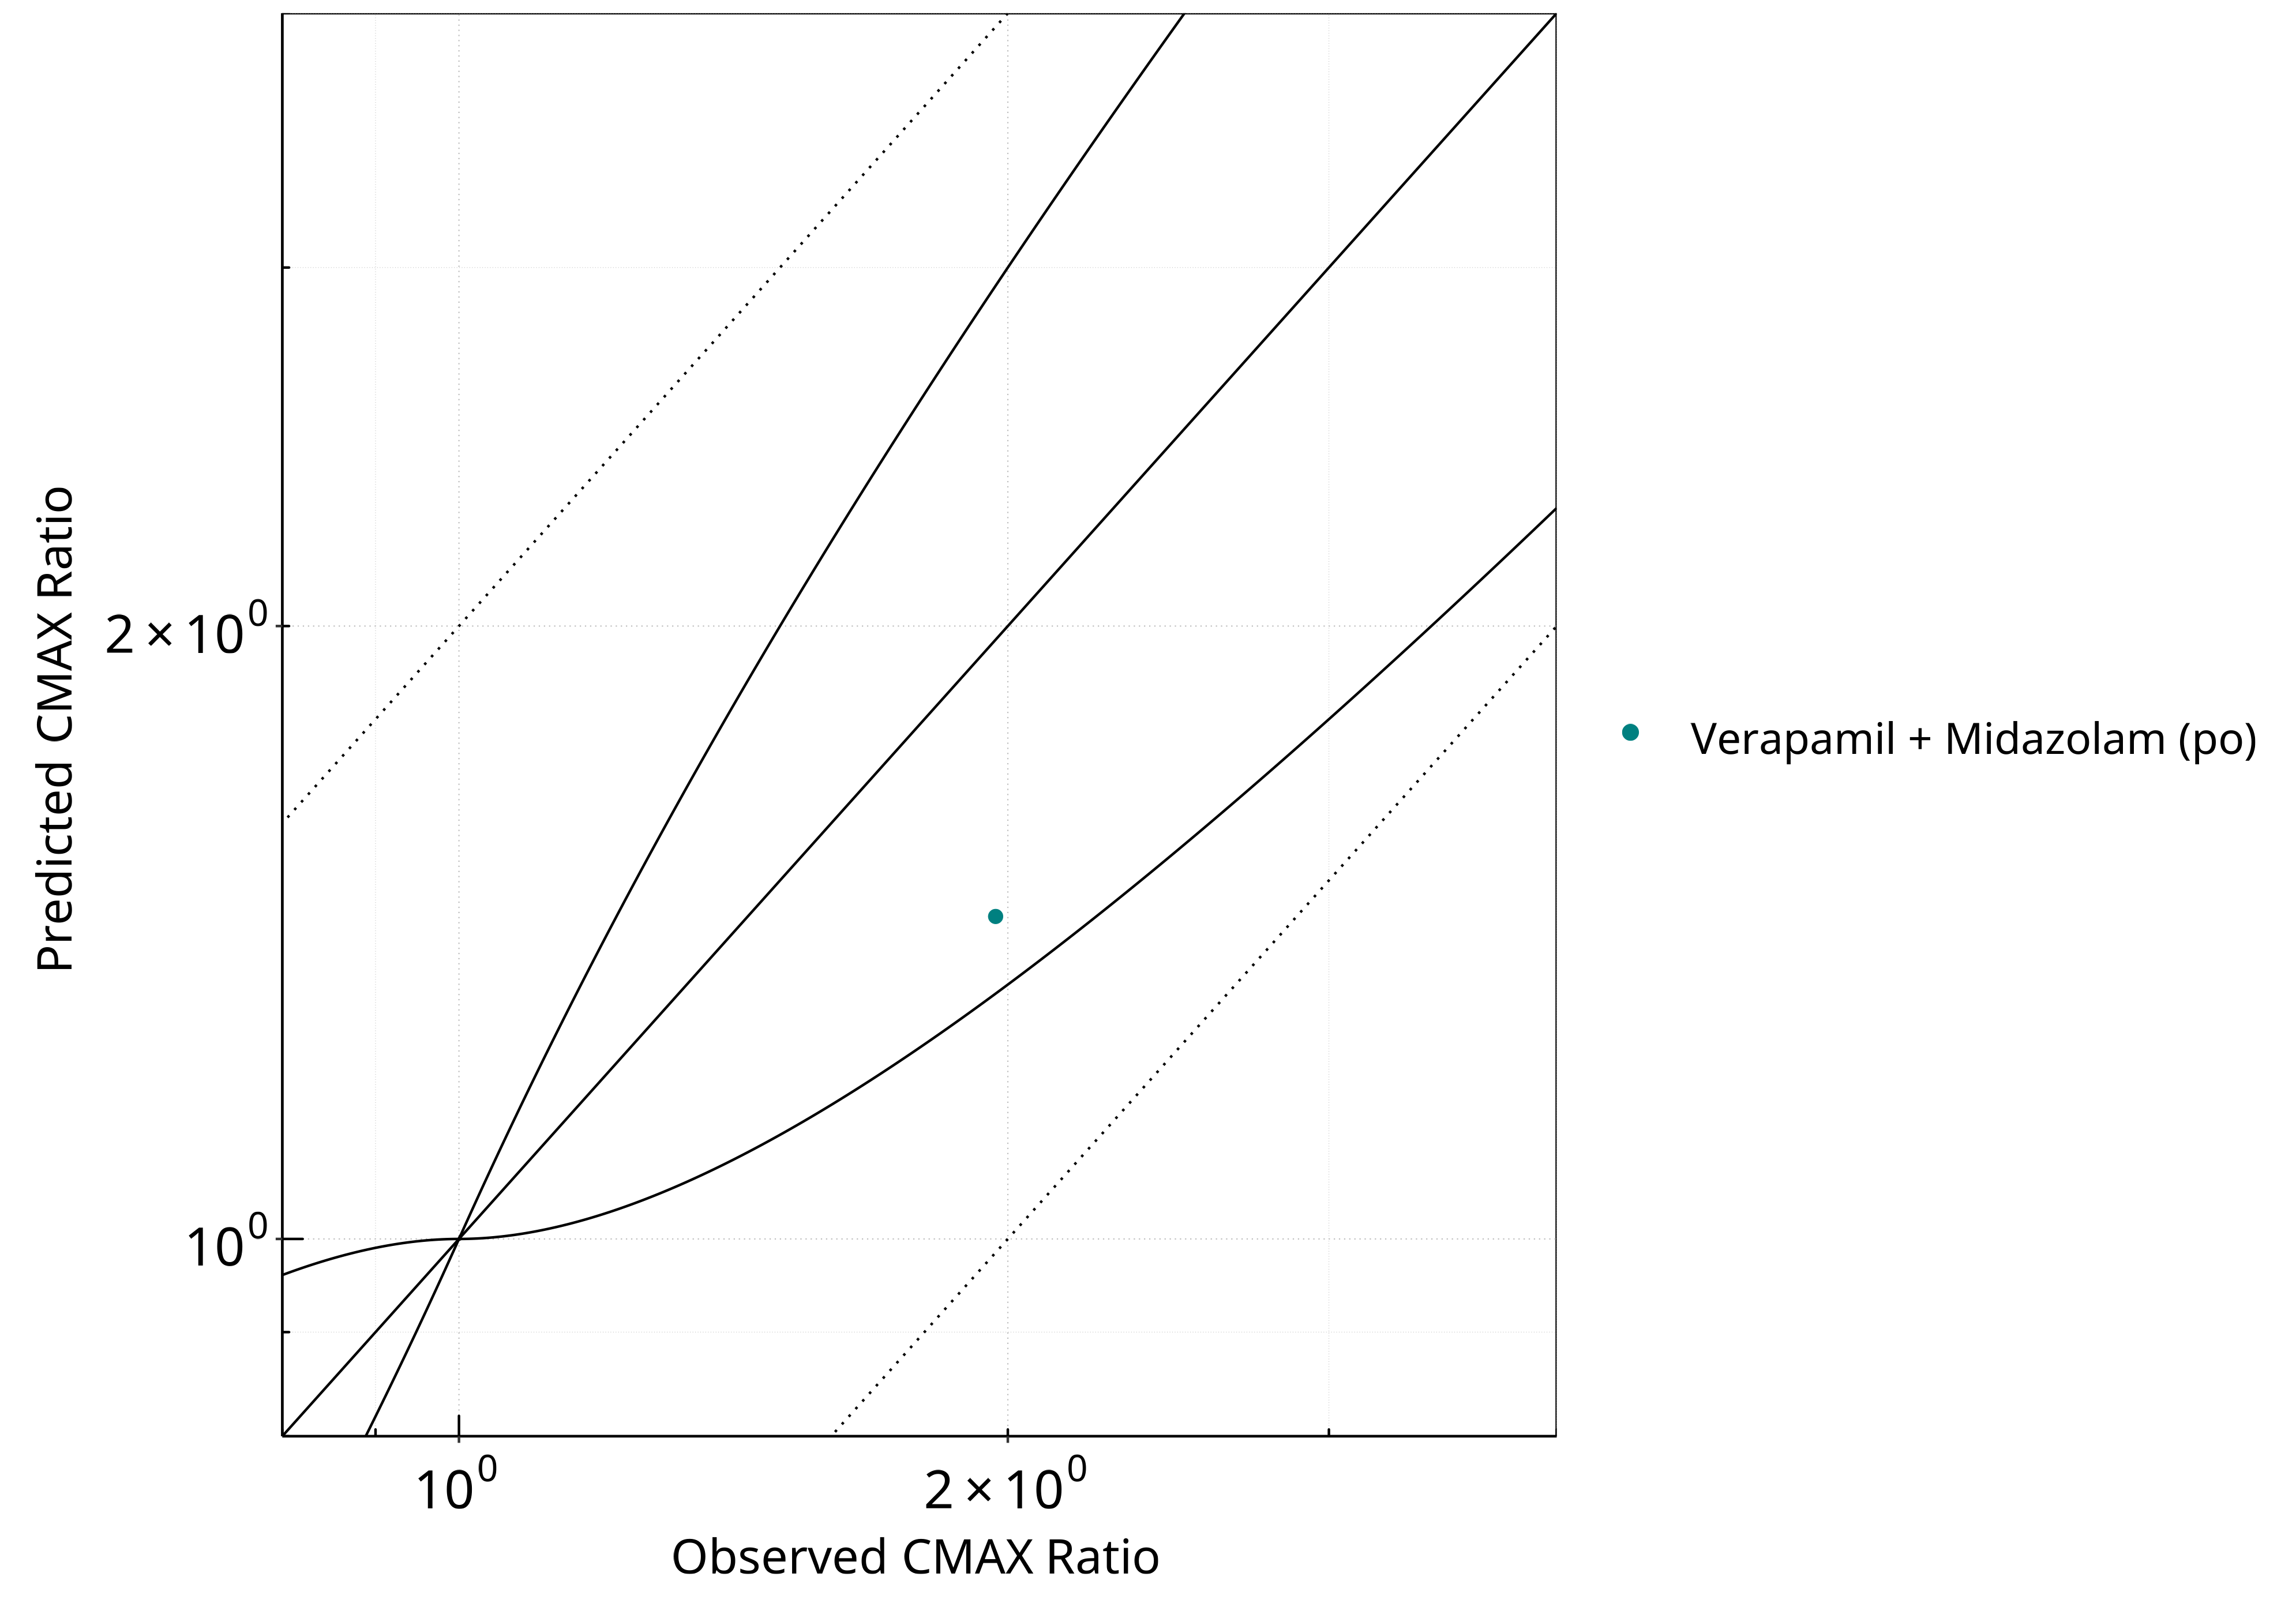 Predicted CMAX Ratio
2 × 10⁰
10⁰
10⁰
2 × 10⁰
Observed CMAX Ratio
Verapamil + Midazolam (po)